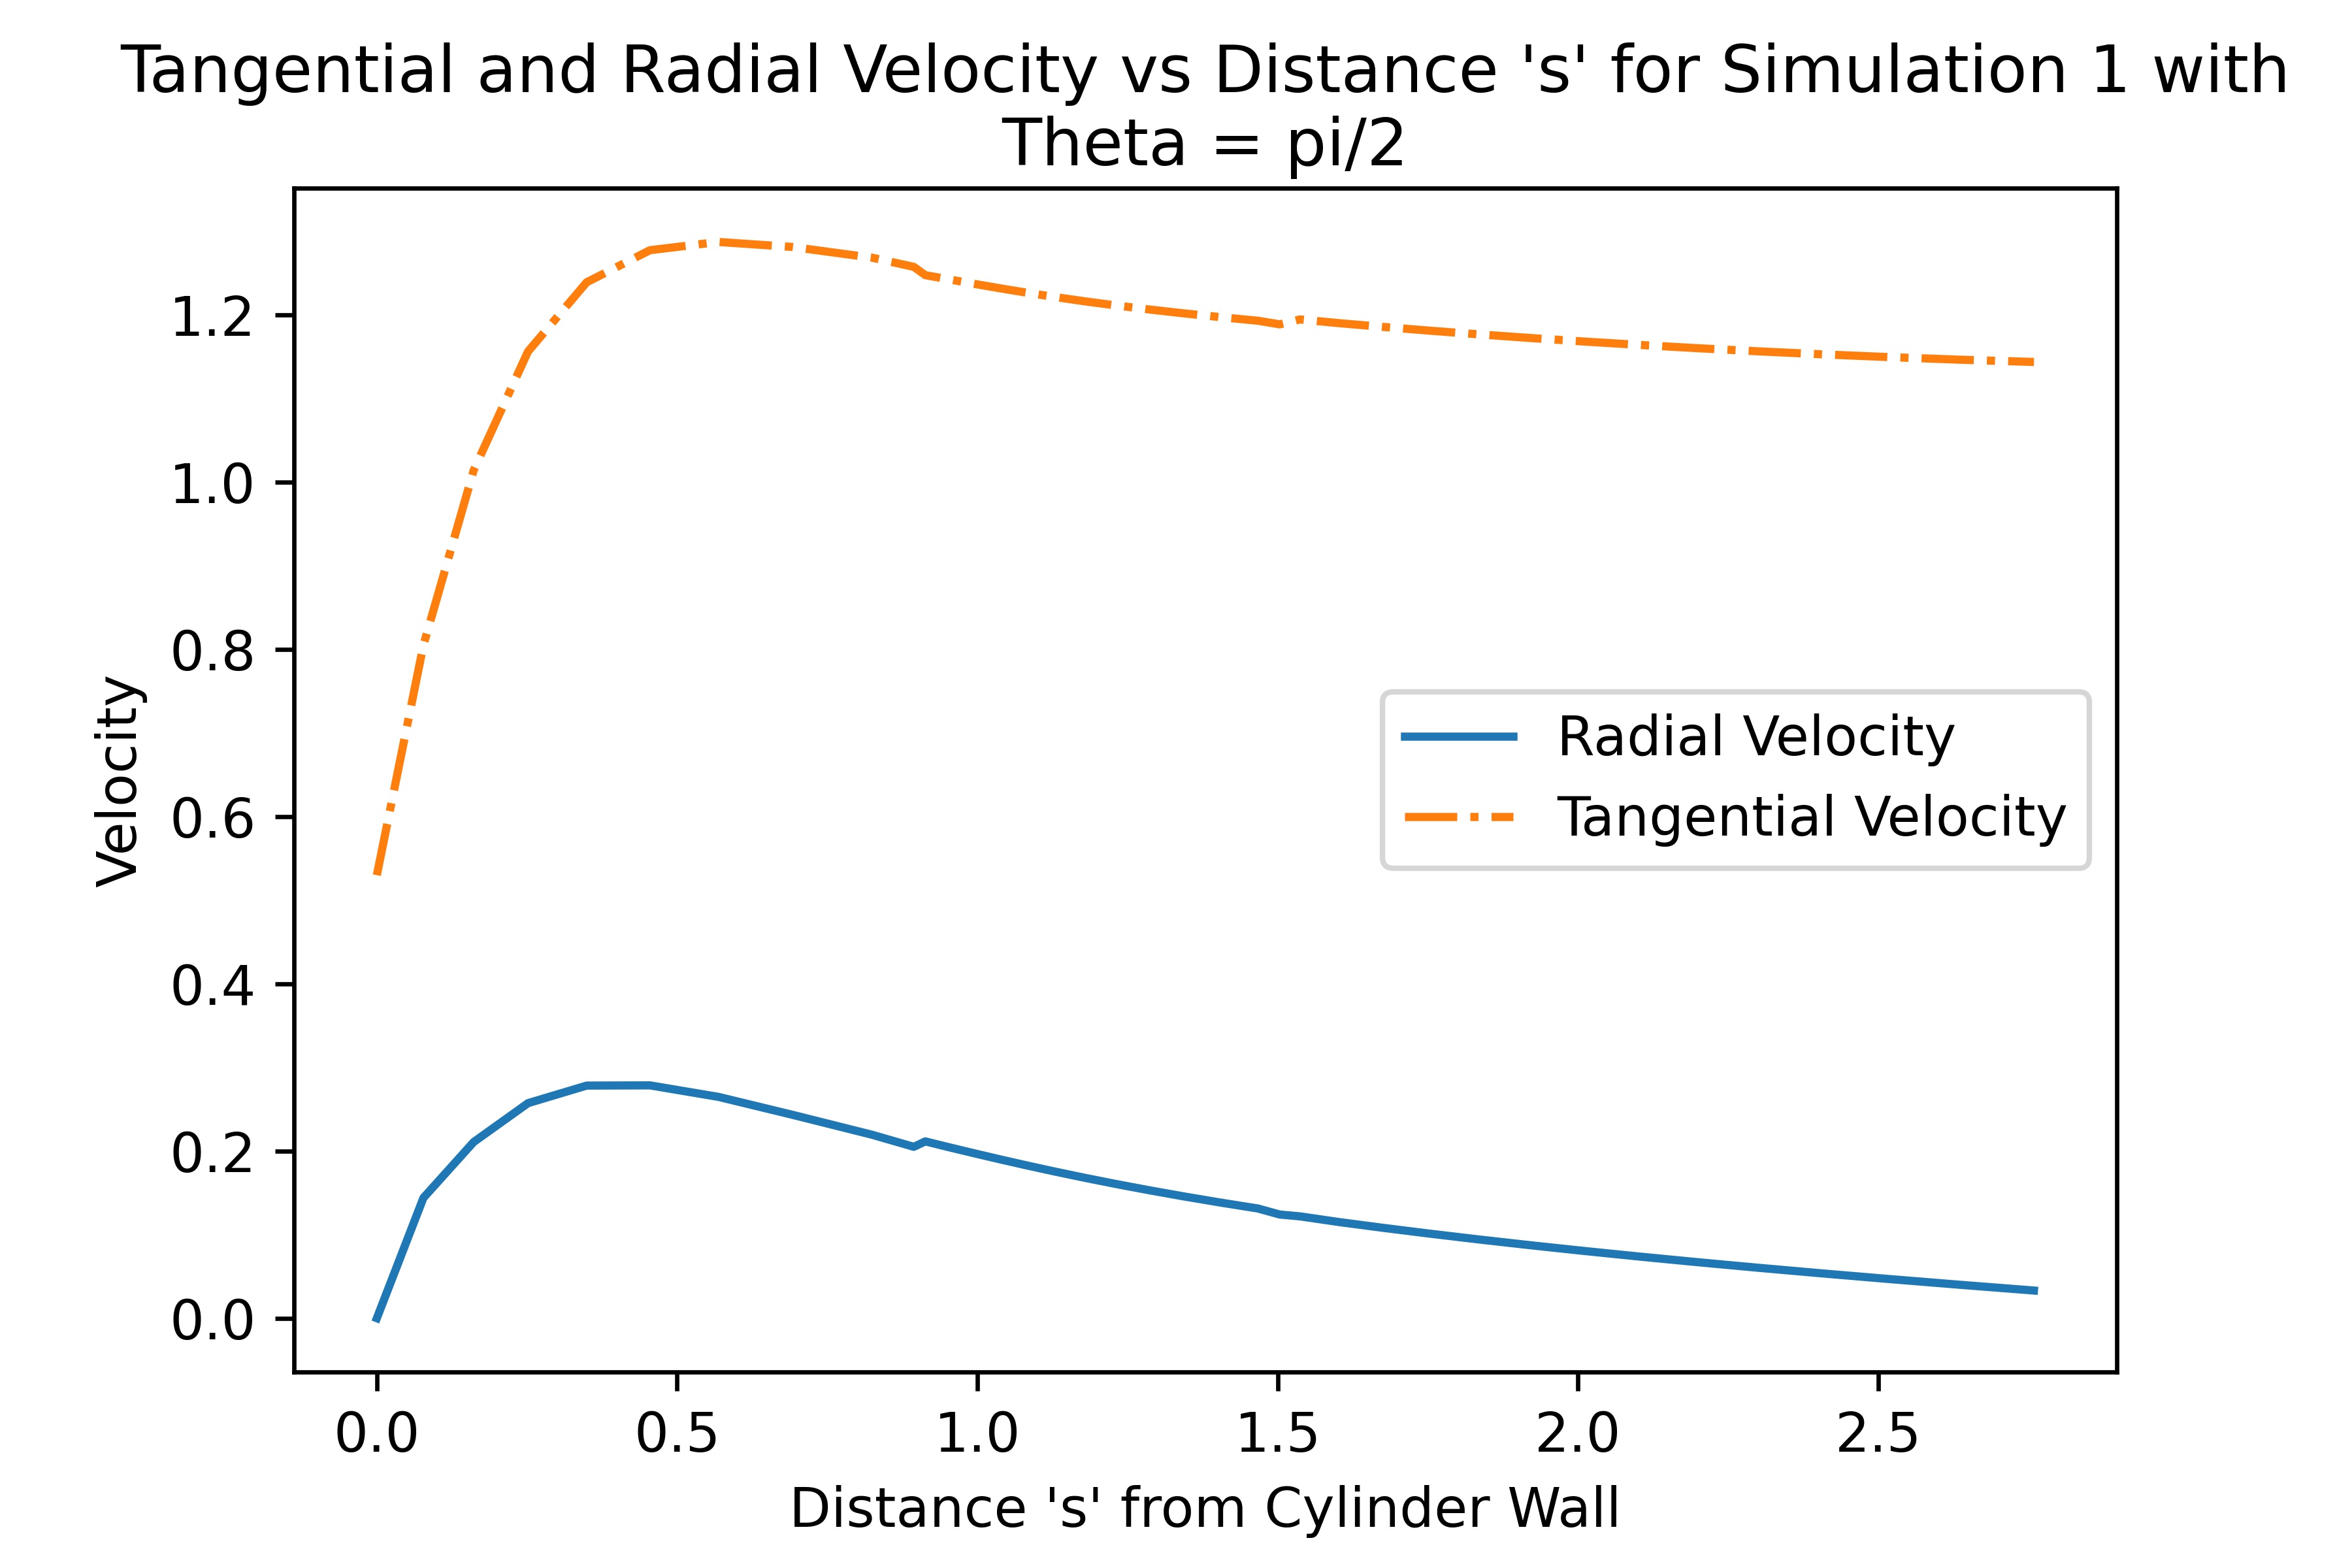 Tangential and Radial Velocity vs Distance 's' for Simulation 1 with
Theta = pi/2
Velocity
1.2
1.0
0.8
0.6
0.4
0.2
0.0
Radial Velocity
Tangential Velocity
0.0 0.5 1.0 1.5 2.0 2.5
Distance 's' from Cylinder Wall